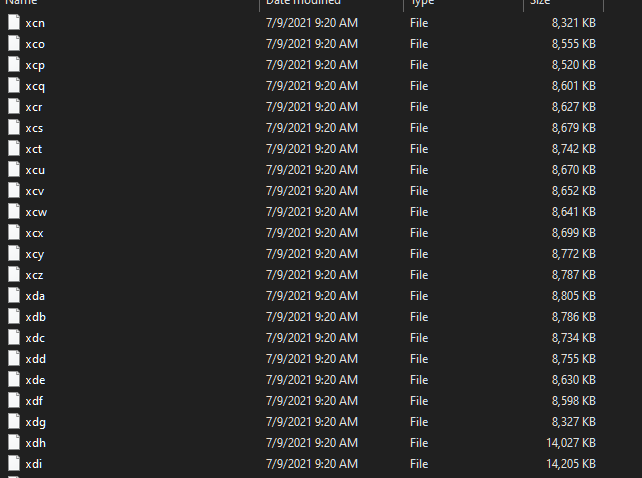 Name Date modified Type Size
xcn 7/9/2021 9:20 AM File 8,321 KB
xco 7/9/2021 9:20 AM File 8,555 KB
xcp 7/9/2021 9:20 AM File 8,520 KB
xcq 7/9/2021 9:20 AM File 8,601 KB
xcr 7/9/2021 9:20 AM File 8,627 KB
xcs 7/9/2021 9:20 AM File 8,679 KB
xct 7/9/2021 9:20 AM File 8,742 KB
xcu 7/9/2021 9:20 AM File 8,670 KB
xcv 7/9/2021 9:20 AM File 8,652 KB
xcw 7/9/2021 9:20 AM File 8,641 KB
xcx 7/9/2021 9:20 AM File 8,699 KB
xcy 7/9/2021 9:20 AM File 8,772 KB
xcz 7/9/2021 9:20 AM File 8,787 KB
xda 7/9/2021 9:20 AM File 8,805 KB
xdb 7/9/2021 9:20 AM File 8,786 KB
xdc 7/9/2021 9:20 AM File 8,734 KB
xdd 7/9/2021 9:20 AM File 8,755 KB
xde 7/9/2021 9:20 AM File 8,630 KB
xdf 7/9/2021 9:20 AM File 8,598 KB
xdg 7/9/2021 9:20 AM File 8,327 KB
xdh 7/9/2021 9:20 AM File 14,027 KB
xdi 7/9/2021 9:20 AM File 14,205 KB